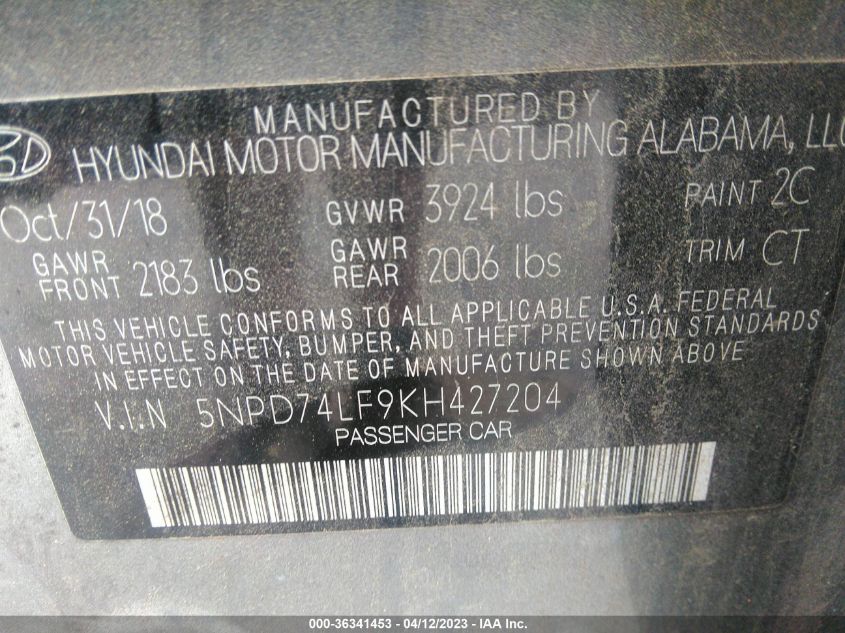 MANUFACTURED BY
HYUNDAI MOTOR MANUFACTURING ALABAMA, LLC
Oct/31/18 GVWR 3924 lbs PAINT 2C
GAWR FRONT 2183 lbs GAWR REAR 2006 lbs TRIM CT
THIS VEHICLE CONFORMS TO ALL APPLICABLE U.S.A. FEDERAL
MOTOR VEHICLE SAFETY, BUMPER, AND THEFT PREVENTION STANDARDS
IN EFFECT ON THE DATE OF MANUFACTURE SHOWN ABOVE
V.I.N 5NPD74LF9KH427204
PASSENGER CAR
000-36341453 - 04/12/2023 - IAA Inc.